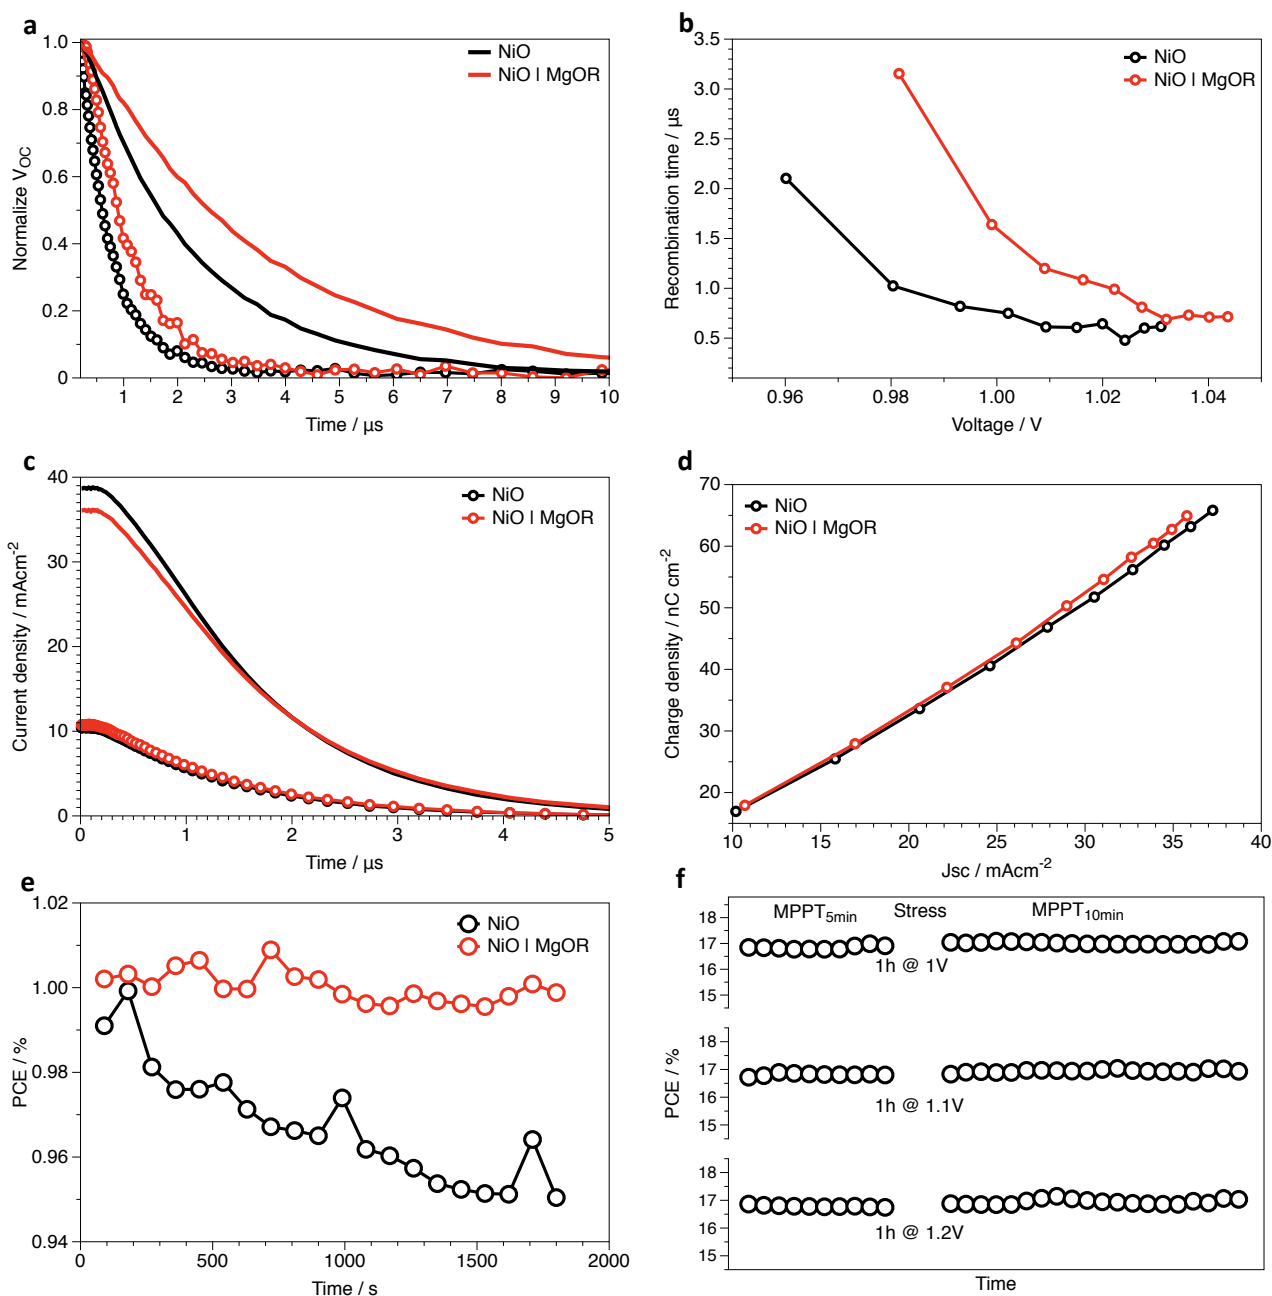 a
1.0
0.8
0.6
0.4
0.2
0
Normalize V_OC
NiO
NiO | MgOR
1 2 3 4 5 6 7 8 9 10
Time / µs
b
3.5
3.0
2.5
2.0
1.5
1.0
0.5
Recombination time / µs
NiO
NiO | MgOR
0.96 0.98 1.00 1.02 1.04
Voltage / V
c
40
30
20
10
0
Current density / mAcm⁻²
NiO
NiO | MgOR
0 1 2 3 4 5
Time / µs
d
70
60
50
40
30
20
Charge density / nC cm⁻²
NiO
NiO | MgOR
10 15 20 25 30 35 40
Jsc / mAcm⁻²
e
1.02
1.00
0.98
0.96
0.94
PCE / %
NiO
NiO | MgOR
0 500 1000 1500 2000
Time / s
f
MPPT5min Stress MPPT10min
18
17
16
15
1h @ 1V
18
17
16
15
1h @ 1.1V
18
17
16
15
1h @ 1.2V
PCE / %
Time